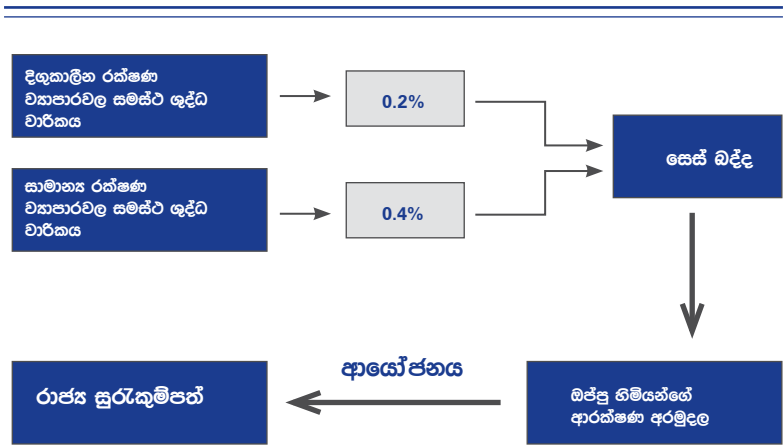 දිගුකාලීන රක්ෂණ
ව්‍යාපාරවල සමස්ථ ශුද්ධ
වාරිකය
0.2%
සෙස් බද්ද
සාමාන්‍ය රක්ෂණ
ව්‍යාපාරවල සමස්ථ ශුද්ධ
වාරිකය
0.4%
ආයෝජනය
රාජ්‍ය සුරැකුම්පත්
ඔප්පු හිමියන්ගේ
ආරක්ෂණ අරමුදල